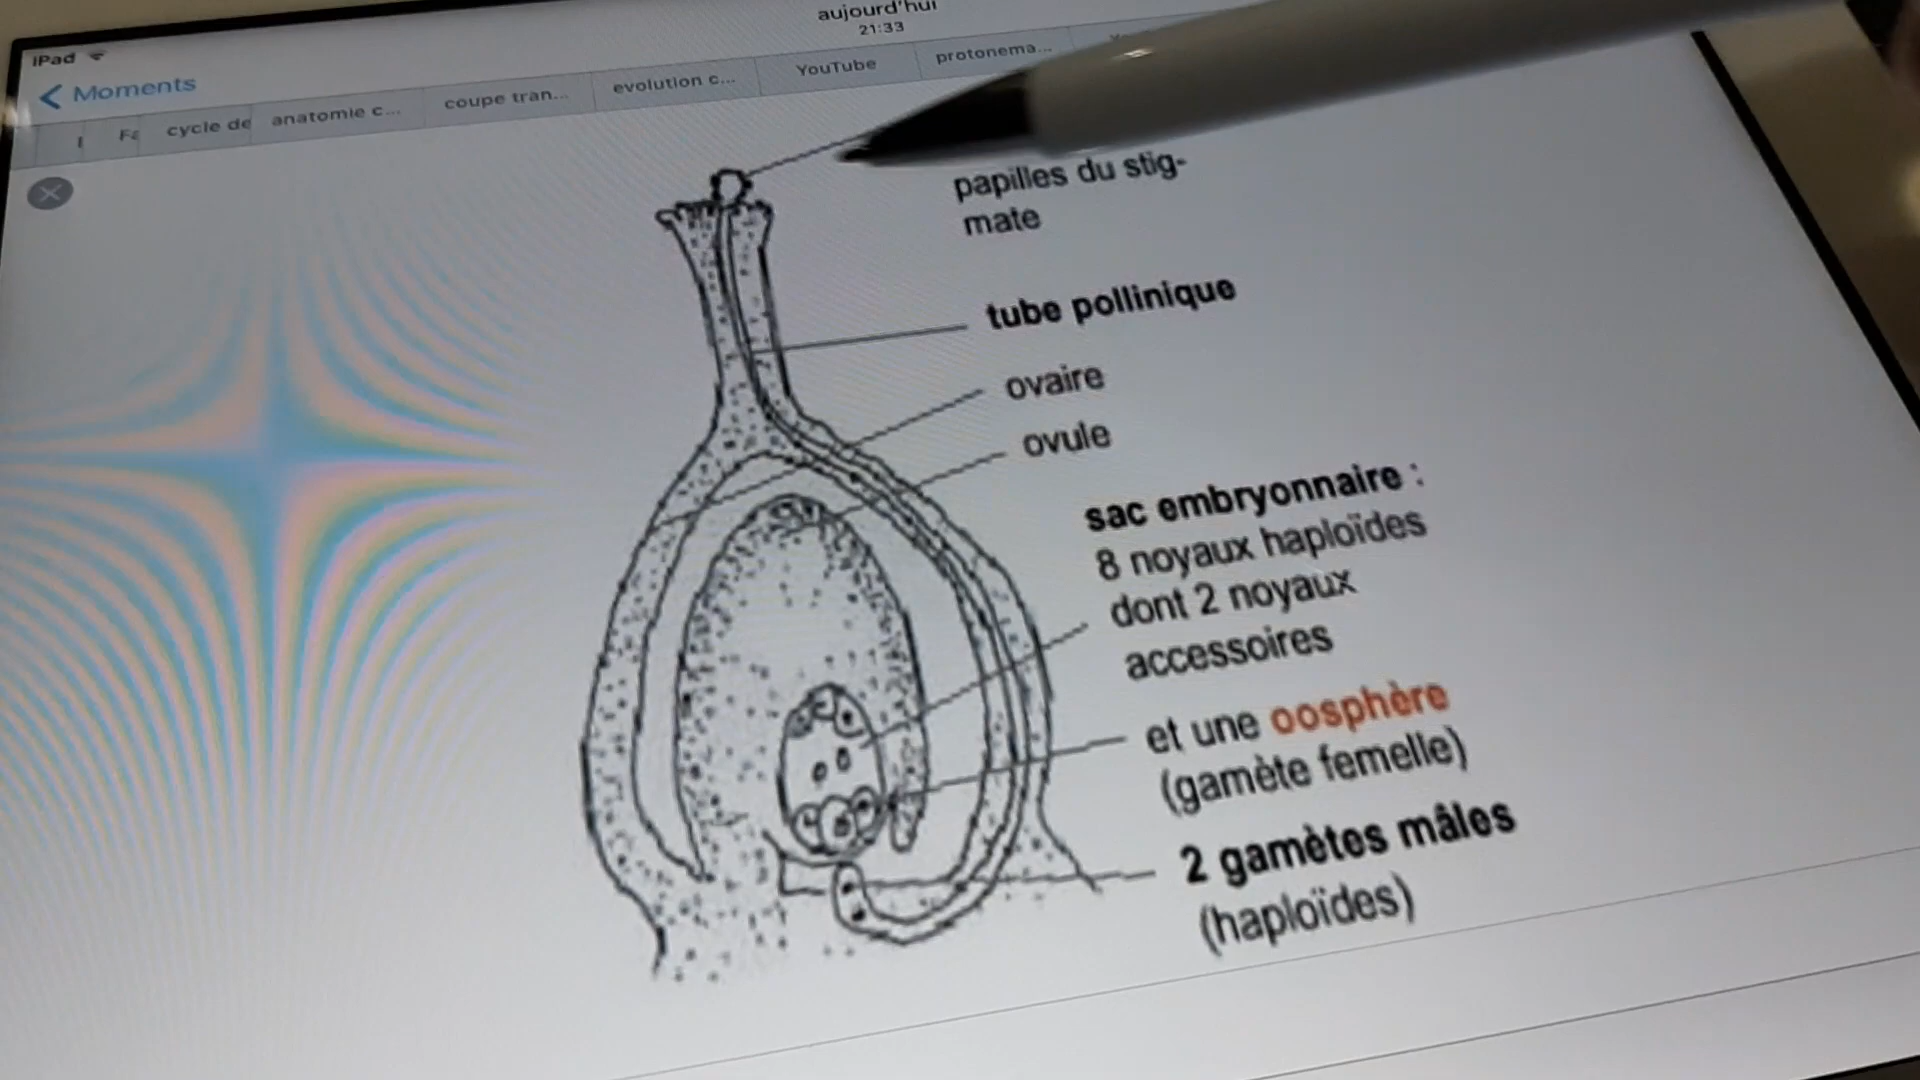 iPad
aujourd'hui
21:33
Moments
cycle de
anatomie c...
coupe tran...
evolution c...
YouTube
protonema...
papilles du stig-
mate
tube pollinique
ovaire
ovule
sac embryonnaire :
8 noyaux haploïdes
dont 2 noyaux
accessoires
et une oosphère
(gamète femelle)
2 gamètes mâles
(haploïdes)